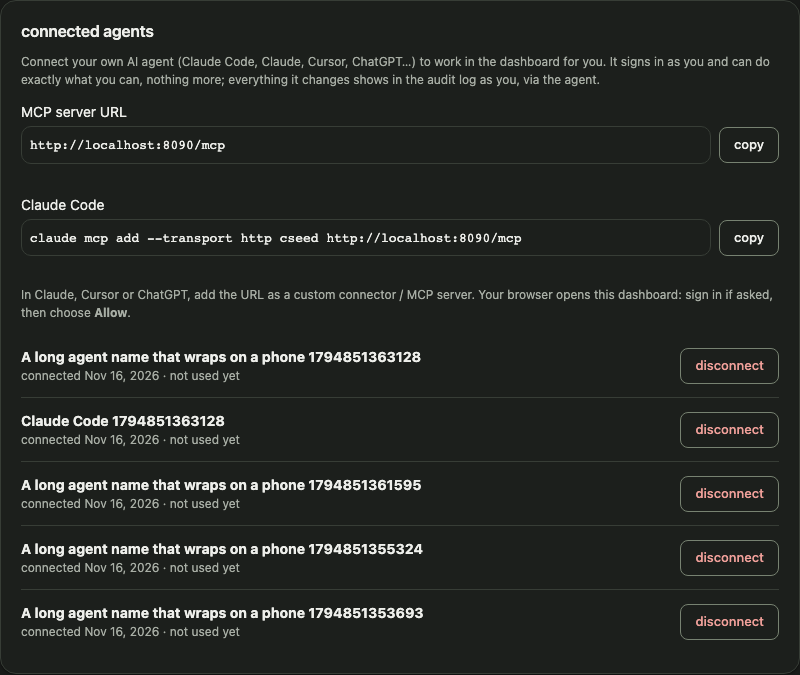 connected agents
Connect your own AI agent (Claude Code, Claude, Cursor, ChatGPT…) to work in the dashboard for you. It signs in as you and can do
exactly what you can, nothing more; everything it changes shows in the audit log as you, via the agent.
MCP server URL
http://localhost:8090/mcp
copy
Claude Code
claude mcp add --transport http cseed http://localhost:8090/mcp
copy
In Claude, Cursor or ChatGPT, add the URL as a custom connector / MCP server. Your browser opens this dashboard: sign in if asked,
then choose Allow.
A long agent name that wraps on a phone 1794851363128
connected Nov 16, 2026 · not used yet
disconnect
Claude Code 1794851363128
connected Nov 16, 2026 · not used yet
disconnect
A long agent name that wraps on a phone 1794851361595
connected Nov 16, 2026 · not used yet
disconnect
A long agent name that wraps on a phone 1794851355324
connected Nov 16, 2026 · not used yet
disconnect
A long agent name that wraps on a phone 1794851353693
connected Nov 16, 2026 · not used yet
disconnect